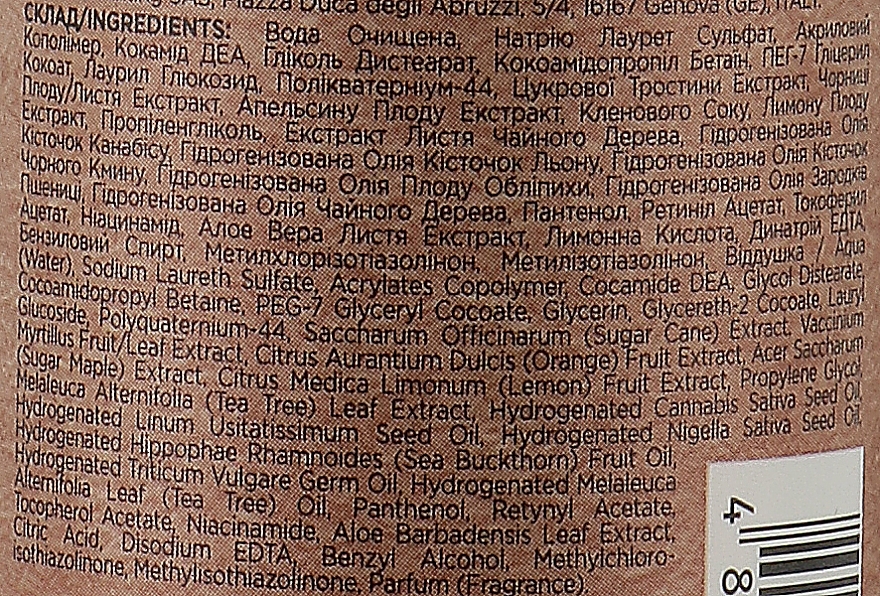 Piazza Duca degli Abruzzi, 5/4, 16167 Genova (GE), ITALY.
СКЛАД/INGREDIENTS: Вода Очищена, Натрію Лаурет Сульфат, Акриловий
Кополімер, Кокамід ДЕА, Гліколь Дистеарат, Кокоамідопропіл Бетаїн, ПЕГ-7 Гліцерил
Кокоат, Лаурил Глюкозид, Поліквaтерніум-44, Цукрової Тростини Екстракт, Чорниці
Плоду/Листя Екстракт, Апельсину Плоду Екстракт, Кленового Соку, Лимону Плоду
Екстракт, Пропіленгліколь, Екстракт Листя Чайного Дерева, Гідрогенізована Олія
Кісточок Канабісу, Гідрогенізована Олія Кісточок Льону, Гідрогенізована Олія Кісточок
Чорного Кмину, Гідрогенізована Олія Плоду Обліпихи, Гідрогенізована Олія Зародків
Пшениці, Гідрогенізована Олія Чайного Дерева, Пантенол, Ретиніл Ацетат, Токоферил
Ацетат, Ніацинамід, Алое Вера Листя Екстракт, Лимонна Кислота, Динатрій ЕДТА,
Бензиловий Спирт, Метилхлорізотіазолінон, Метилізотіазолінон, Віддушка / Aqua
(Water), Sodium Laureth Sulfate, Acrylates Copolymer, Cocamide DEA, Glycol Distearate,
Cocoamidopropyl Betaine, PEG-7 Glyceryl Cocoate, Glycerin, Glycereth-2 Cocoate, Lauryl
Glucoside, Polyquaternium-44, Saccharum Officinarum (Sugar Cane) Extract, Vaccinium
Myrtillus Fruit/Leaf Extract, Citrus Aurantium Dulcis (Orange) Fruit Extract, Acer Saccharum
(Sugar Maple) Extract, Citrus Medica Limonum (Lemon) Fruit Extract, Propylene Glycol,
Melaleuca Alternifolia (Tea Tree) Leaf Extract, Hydrogenated Cannabis Sativa Seed Oil,
Hydrogenated Linum Usitatissimum Seed Oil, Hydrogenated Nigella Sativa Seed Oil,
Hydrogenated Hippophae Rhamnoides (Sea Buckthorn) Fruit Oil,
Hydrogenated Triticum Vulgare Germ Oil, Hydrogenated Melaleuca
Alternifolia Leaf (Tea Tree) Oil, Panthenol, Retynyl Acetate,
Tocopherol Acetate, Niacinamide, Aloe Barbadensis Leaf Extract,
Citric Acid, Disodium EDTA, Benzyl Alcohol, Methylchloro-
isothiazolinone, Methylisothiazolinone, Parfum (Fragrance).
4
8